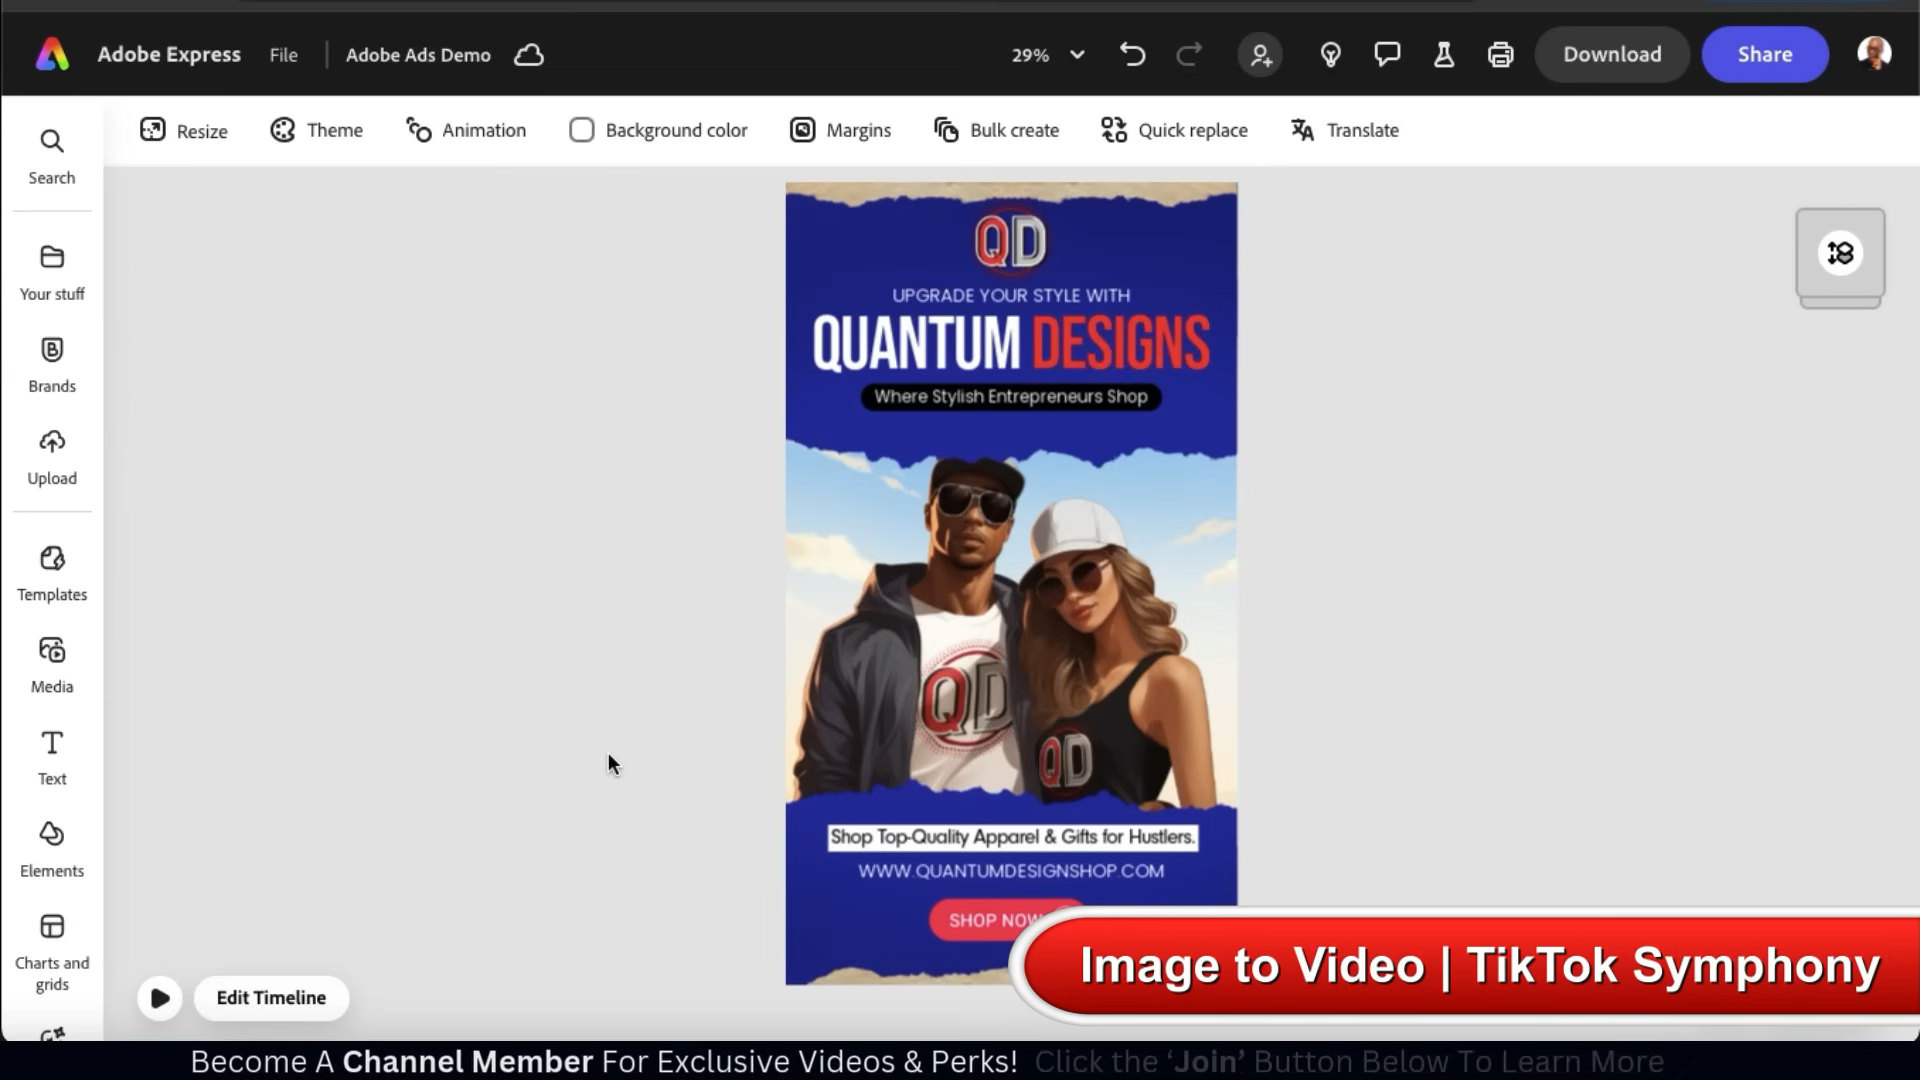 Adobe Express File Adobe Ads Demo 29% Download Share
Resize Theme Animation Background color Margins Bulk create Quick replace Translate
Search
Your stuff
Brands
Upload
Templates
Media
Text
Elements
Charts and
grids
QD
UPGRADE YOUR STYLE WITH
QUANTUM DESIGNS
Where Stylish Entrepreneurs Shop
QD
QD
Shop Top-Quality Apparel & Gifts for Hustlers.
WWW.QUANTUMDESIGNSHOP.COM
SHOP NOW
Image to Video | TikTok Symphony
Edit Timeline
Become A Channel Member For Exclusive Videos & Perks! Click the ‘Join’ Button Below To Learn More